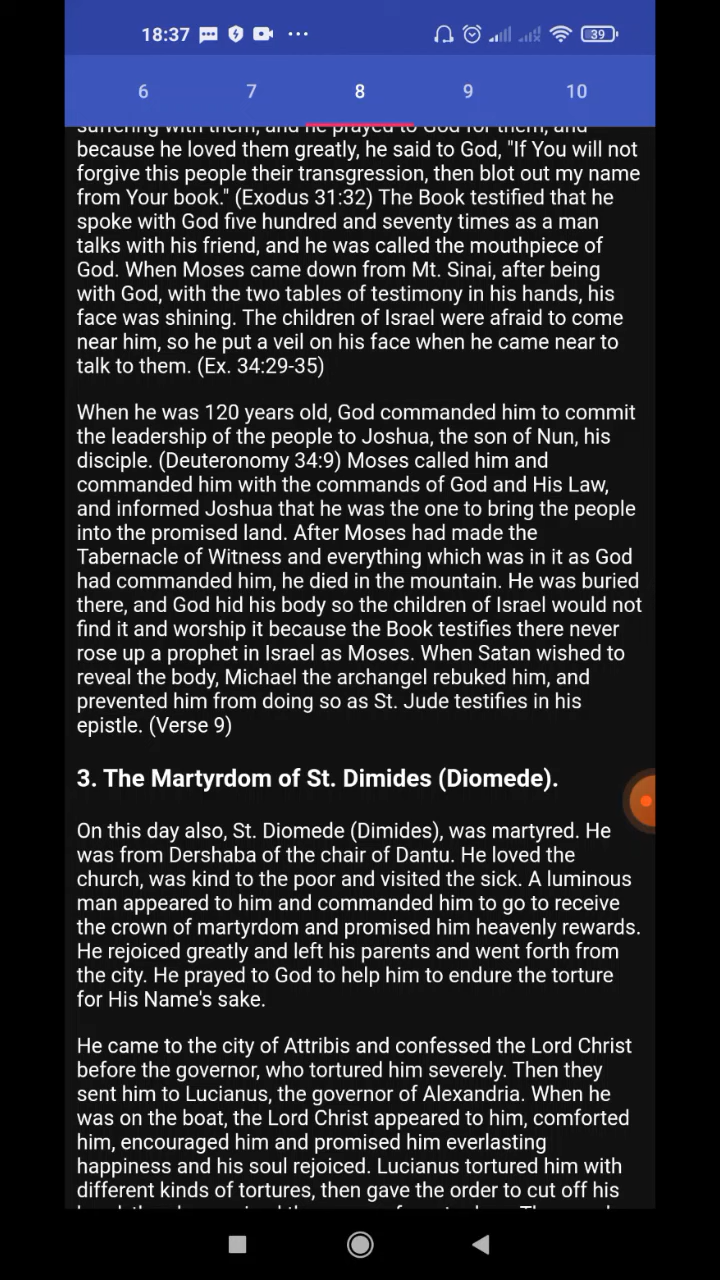 18:37
39
6 7 8 9 10
suffering with them, and he prayed to God for them, and
because he loved them greatly, he said to God, "If You will not
forgive this people their transgression, then blot out my name
from Your book." (Exodus 31:32) The Book testified that he
spoke with God five hundred and seventy times as a man
talks with his friend, and he was called the mouthpiece of
God. When Moses came down from Mt. Sinai, after being
with God, with the two tables of testimony in his hands, his
face was shining. The children of Israel were afraid to come
near him, so he put a veil on his face when he came near to
talk to them. (Ex. 34:29-35)
When he was 120 years old, God commanded him to commit
the leadership of the people to Joshua, the son of Nun, his
disciple. (Deuteronomy 34:9) Moses called him and
commanded him with the commands of God and His Law,
and informed Joshua that he was the one to bring the people
into the promised land. After Moses had made the
Tabernacle of Witness and everything which was in it as God
had commanded him, he died in the mountain. He was buried
there, and God hid his body so the children of Israel would not
find it and worship it because the Book testifies there never
rose up a prophet in Israel as Moses. When Satan wished to
reveal the body, Michael the archangel rebuked him, and
prevented him from doing so as St. Jude testifies in his
epistle. (Verse 9)
3. The Martyrdom of St. Dimides (Diomede).
On this day also, St. Diomede (Dimides), was martyred. He
was from Dershaba of the chair of Dantu. He loved the
church, was kind to the poor and visited the sick. A luminous
man appeared to him and commanded him to go to receive
the crown of martyrdom and promised him heavenly rewards.
He rejoiced greatly and left his parents and went forth from
the city. He prayed to God to help him to endure the torture
for His Name's sake.
He came to the city of Attribis and confessed the Lord Christ
before the governor, who tortured him severely. Then they
sent him to Lucianus, the governor of Alexandria. When he
was on the boat, the Lord Christ appeared to him, comforted
him, encouraged him and promised him everlasting
happiness and his soul rejoiced. Lucianus tortured him with
different kinds of tortures, then gave the order to cut off his